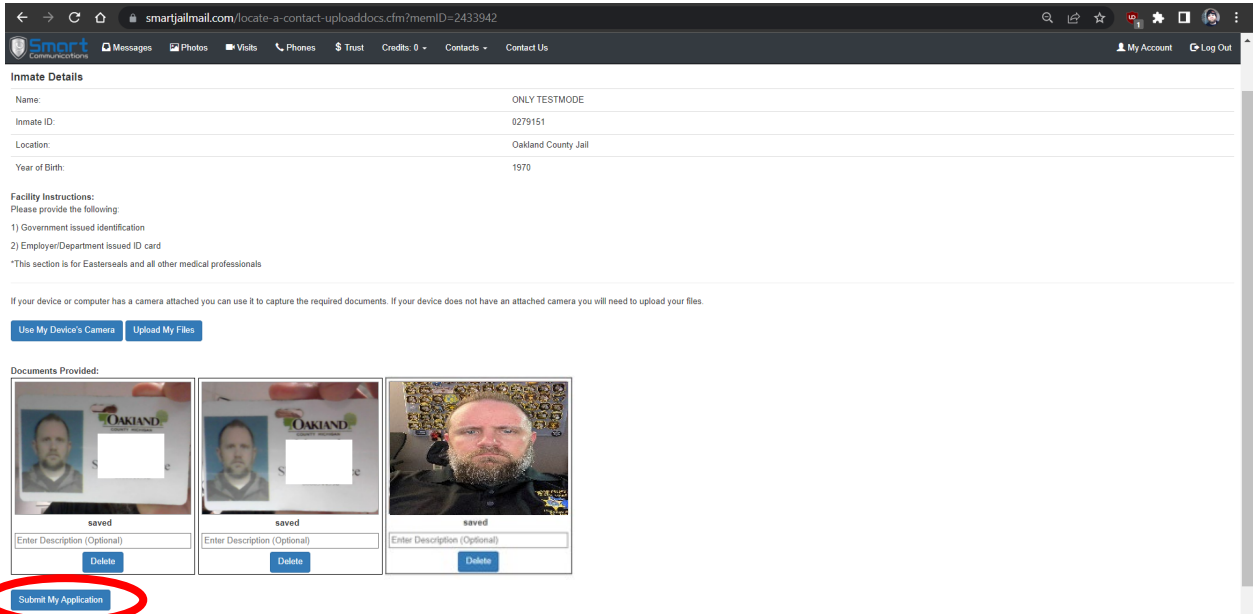 smartjailmail.com/locate-a-contact-uploaddocs.cfm?memID=2433942
1
Smart Communications Messages Photos Visits Phones $ Trust Credits: 0 Contacts Contact Us My Account Log Out
Inmate Details
Name: ONLY TESTMODE
Inmate ID: 0279151
Location: Oakland County Jail
Year of Birth: 1970
Facility Instructions:
Please provide the following:
1) Government issued identification
2) Employer/Department issued ID card
*This section is for Easterseals and all other medical professionals
If your device or computer has a camera attached you can use it to capture the required documents. If your device does not have an attached camera you will need to upload your files.
Use My Device's Camera Upload My Files
Documents Provided:
OAKLAND OAKLAND
COUNTY MICHIGAN COUNTY MICHIGAN
saved saved saved
Enter Description (Optional) Enter Description (Optional) Enter Description (Optional)
Delete Delete Delete
Submit My Application